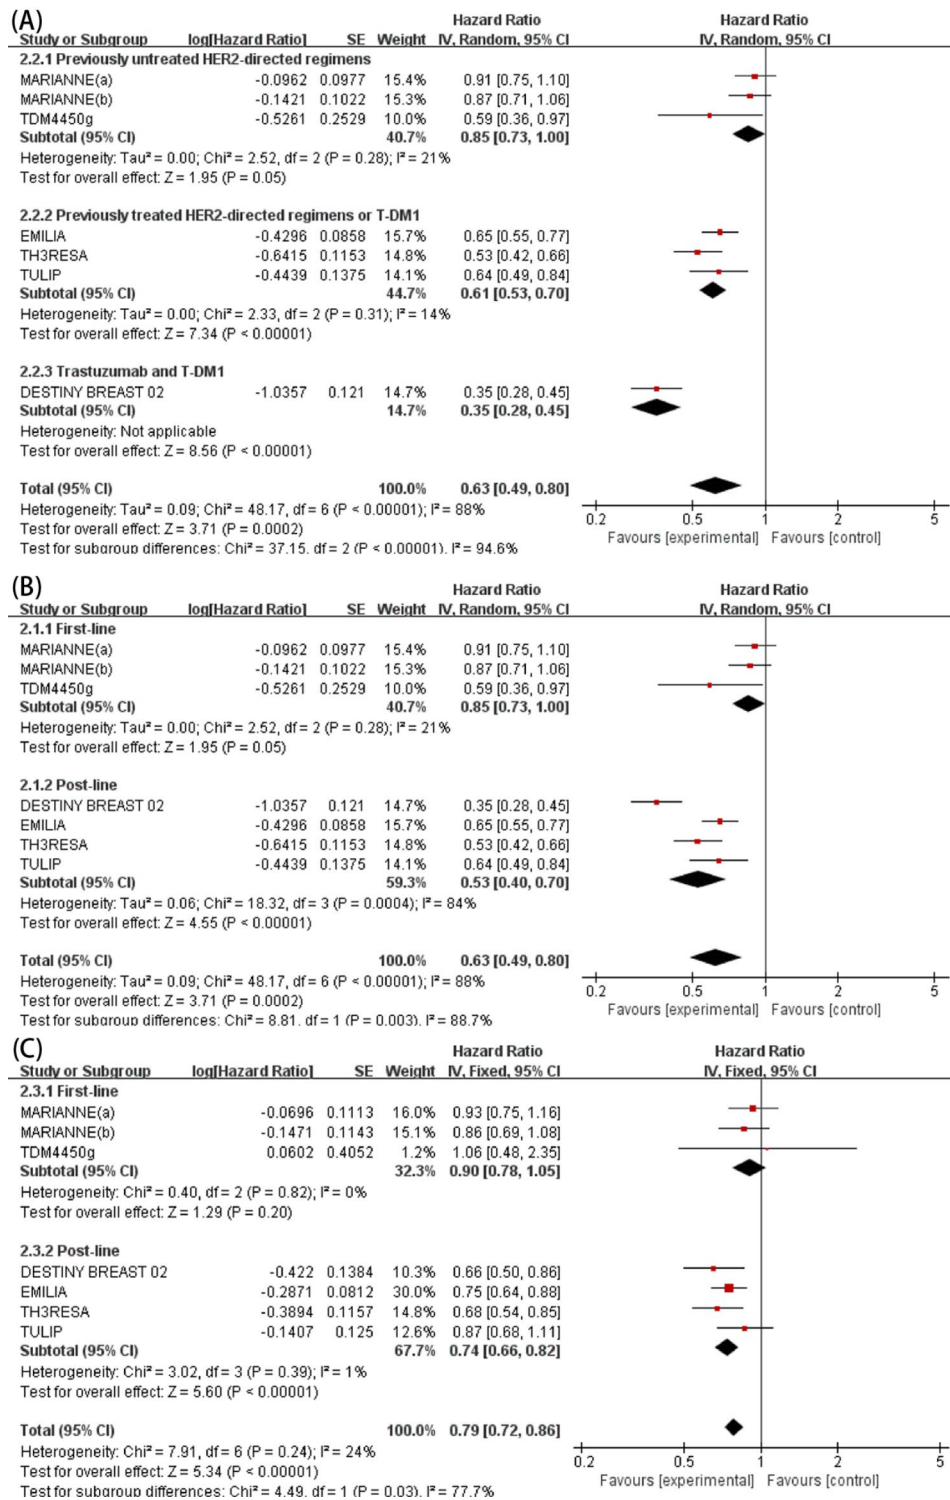 (A)
Hazard Ratio Hazard Ratio
Study or Subgroup log[Hazard Ratio] SE Weight IV, Random, 95% CI IV, Random, 95% CI
2.2.1 Previously untreated HER2-directed regimens
MARIANNE(a) -0.0962 0.0977 15.4% 0.91 [0.75, 1.10]
MARIANNE(b) -0.1421 0.1022 15.3% 0.87 [0.71, 1.06]
TDM4450g -0.5261 0.2529 10.0% 0.59 [0.36, 0.97]
Subtotal (95% CI) 40.7% 0.85 [0.73, 1.00]
Heterogeneity: Tau² = 0.00; Chi² = 2.52, df = 2 (P = 0.28); I² = 21%
Test for overall effect: Z = 1.95 (P = 0.05)
2.2.2 Previously treated HER2-directed regimens or T-DM1
EMILIA -0.4296 0.0858 15.7% 0.65 [0.55, 0.77]
TH3RESA -0.6415 0.1153 14.8% 0.53 [0.42, 0.66]
TULIP -0.4439 0.1375 14.1% 0.64 [0.49, 0.84]
Subtotal (95% CI) 44.7% 0.61 [0.53, 0.70]
Heterogeneity: Tau² = 0.00; Chi² = 2.33, df = 2 (P = 0.31); I² = 14%
Test for overall effect: Z = 7.34 (P < 0.00001)
2.2.3 Trastuzumab and T-DM1
DESTINY BREAST 02 -1.0357 0.121 14.7% 0.35 [0.28, 0.45]
Subtotal (95% CI) 14.7% 0.35 [0.28, 0.45]
Heterogeneity: Not applicable
Test for overall effect: Z = 8.56 (P < 0.00001)
Total (95% CI) 100.0% 0.63 [0.49, 0.80]
Heterogeneity: Tau² = 0.09; Chi² = 48.17, df = 6 (P < 0.00001); I² = 88%
Test for overall effect: Z = 3.71 (P = 0.0002)
Test for subgroup differences: Chi² = 37.15, df = 2 (P < 0.00001), I² = 94.6%
0.2 0.5 1 2 5
Favours [experimental] Favours [control]
(B)
Hazard Ratio Hazard Ratio
Study or Subgroup log[Hazard Ratio] SE Weight IV, Random, 95% CI IV, Random, 95% CI
2.1.1 First-line
MARIANNE(a) -0.0962 0.0977 15.4% 0.91 [0.75, 1.10]
MARIANNE(b) -0.1421 0.1022 15.3% 0.87 [0.71, 1.06]
TDM4450g -0.5261 0.2529 10.0% 0.59 [0.36, 0.97]
Subtotal (95% CI) 40.7% 0.85 [0.73, 1.00]
Heterogeneity: Tau² = 0.00; Chi² = 2.52, df = 2 (P = 0.28); I² = 21%
Test for overall effect: Z = 1.95 (P = 0.05)
2.1.2 Post-line
DESTINY BREAST 02 -1.0357 0.121 14.7% 0.35 [0.28, 0.45]
EMILIA -0.4296 0.0858 15.7% 0.65 [0.55, 0.77]
TH3RESA -0.6415 0.1153 14.8% 0.53 [0.42, 0.66]
TULIP -0.4439 0.1375 14.1% 0.64 [0.49, 0.84]
Subtotal (95% CI) 59.3% 0.53 [0.40, 0.70]
Heterogeneity: Tau² = 0.06; Chi² = 18.32, df = 3 (P = 0.0004); I² = 84%
Test for overall effect: Z = 4.55 (P < 0.00001)
Total (95% CI) 100.0% 0.63 [0.49, 0.80]
Heterogeneity: Tau² = 0.09; Chi² = 48.17, df = 6 (P < 0.00001); I² = 88%
Test for overall effect: Z = 3.71 (P = 0.0002)
Test for subgroup differences: Chi² = 8.81, df = 1 (P = 0.003), I² = 88.7%
0.2 0.5 1 2 5
Favours [experimental] Favours [control]
(C)
Hazard Ratio Hazard Ratio
Study or Subgroup log[Hazard Ratio] SE Weight IV, Fixed, 95% CI IV, Fixed, 95% CI
2.3.1 First-line
MARIANNE(a) -0.0696 0.1113 16.0% 0.93 [0.75, 1.16]
MARIANNE(b) -0.1471 0.1143 15.1% 0.86 [0.69, 1.08]
TDM4450g 0.0602 0.4052 1.2% 1.06 [0.48, 2.35]
Subtotal (95% CI) 32.3% 0.90 [0.78, 1.05]
Heterogeneity: Chi² = 0.40, df = 2 (P = 0.82); I² = 0%
Test for overall effect: Z = 1.29 (P = 0.20)
2.3.2 Post-line
DESTINY BREAST 02 -0.422 0.1384 10.3% 0.66 [0.50, 0.86]
EMILIA -0.2871 0.0812 30.0% 0.75 [0.64, 0.88]
TH3RESA -0.3894 0.1157 14.8% 0.68 [0.54, 0.85]
TULIP -0.1407 0.125 12.6% 0.87 [0.68, 1.11]
Subtotal (95% CI) 67.7% 0.74 [0.66, 0.82]
Heterogeneity: Chi² = 3.02, df = 3 (P = 0.39); I² = 1%
Test for overall effect: Z = 5.60 (P < 0.00001)
Total (95% CI) 100.0% 0.79 [0.72, 0.86]
Heterogeneity: Chi² = 7.91, df = 6 (P = 0.24); I² = 24%
Test for overall effect: Z = 5.34 (P < 0.00001)
Test for subgroup differences: Chi² = 4.49, df = 1 (P = 0.03), I² = 77.7%
0.5 1 2 5
Favours [experimental] Favours [control]